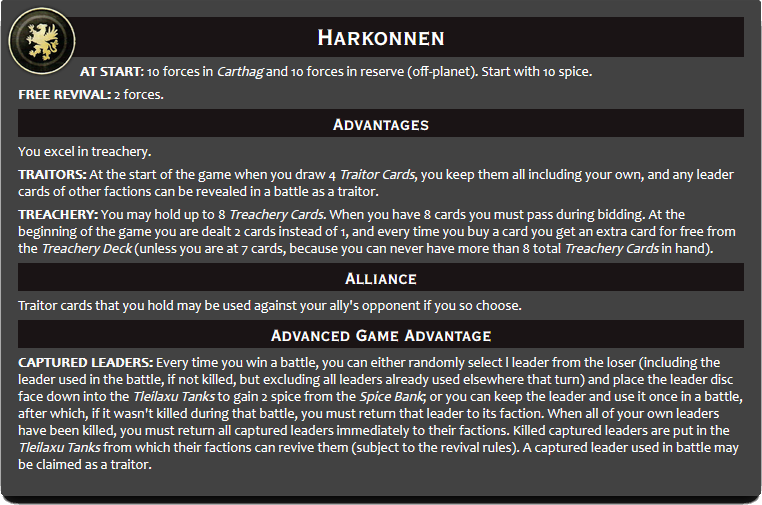 Harkonnen
AT START: 10 forces in Carthag and 10 forces in reserve (off-planet). Start with 10 spice.
FREE REVIVAL: 2 forces.
Advantages
You excel in treachery.
TRAITORS: At the start of the game when you draw 4 Traitor Cards, you keep them all including your own, and any leader
cards of other factions can be revealed in a battle as a traitor.
TREACHERY: You may hold up to 8 Treachery Cards. When you have 8 cards you must pass during bidding. At the
beginning of the game you are dealt 2 cards instead of 1, and every time you buy a card you get an extra card for free from
the Treachery Deck (unless you are at 7 cards, because you can never have more than 8 total Treachery Cards in hand).
Alliance
Traitor cards that you hold may be used against your ally's opponent if you so choose.
Advanced Game Advantage
CAPTURED LEADERS: Every time you win a battle, you can either randomly select l leader from the loser (including the
leader used in the battle, if not killed, but excluding all leaders already used elsewhere that turn) and place the leader disc
face down into the Tleilaxu Tanks to gain 2 spice from the Spice Bank; or you can keep the leader and use it once in a battle,
after which, if it wasn't killed during that battle, you must return that leader to its faction. When all of your own leaders
have been killed, you must return all captured leaders immediately to their factions. Killed captured leaders are put in the
Tleilaxu Tanks from which their factions can revive them (subject to the revival rules). A captured leader used in battle may
be claimed as a traitor.